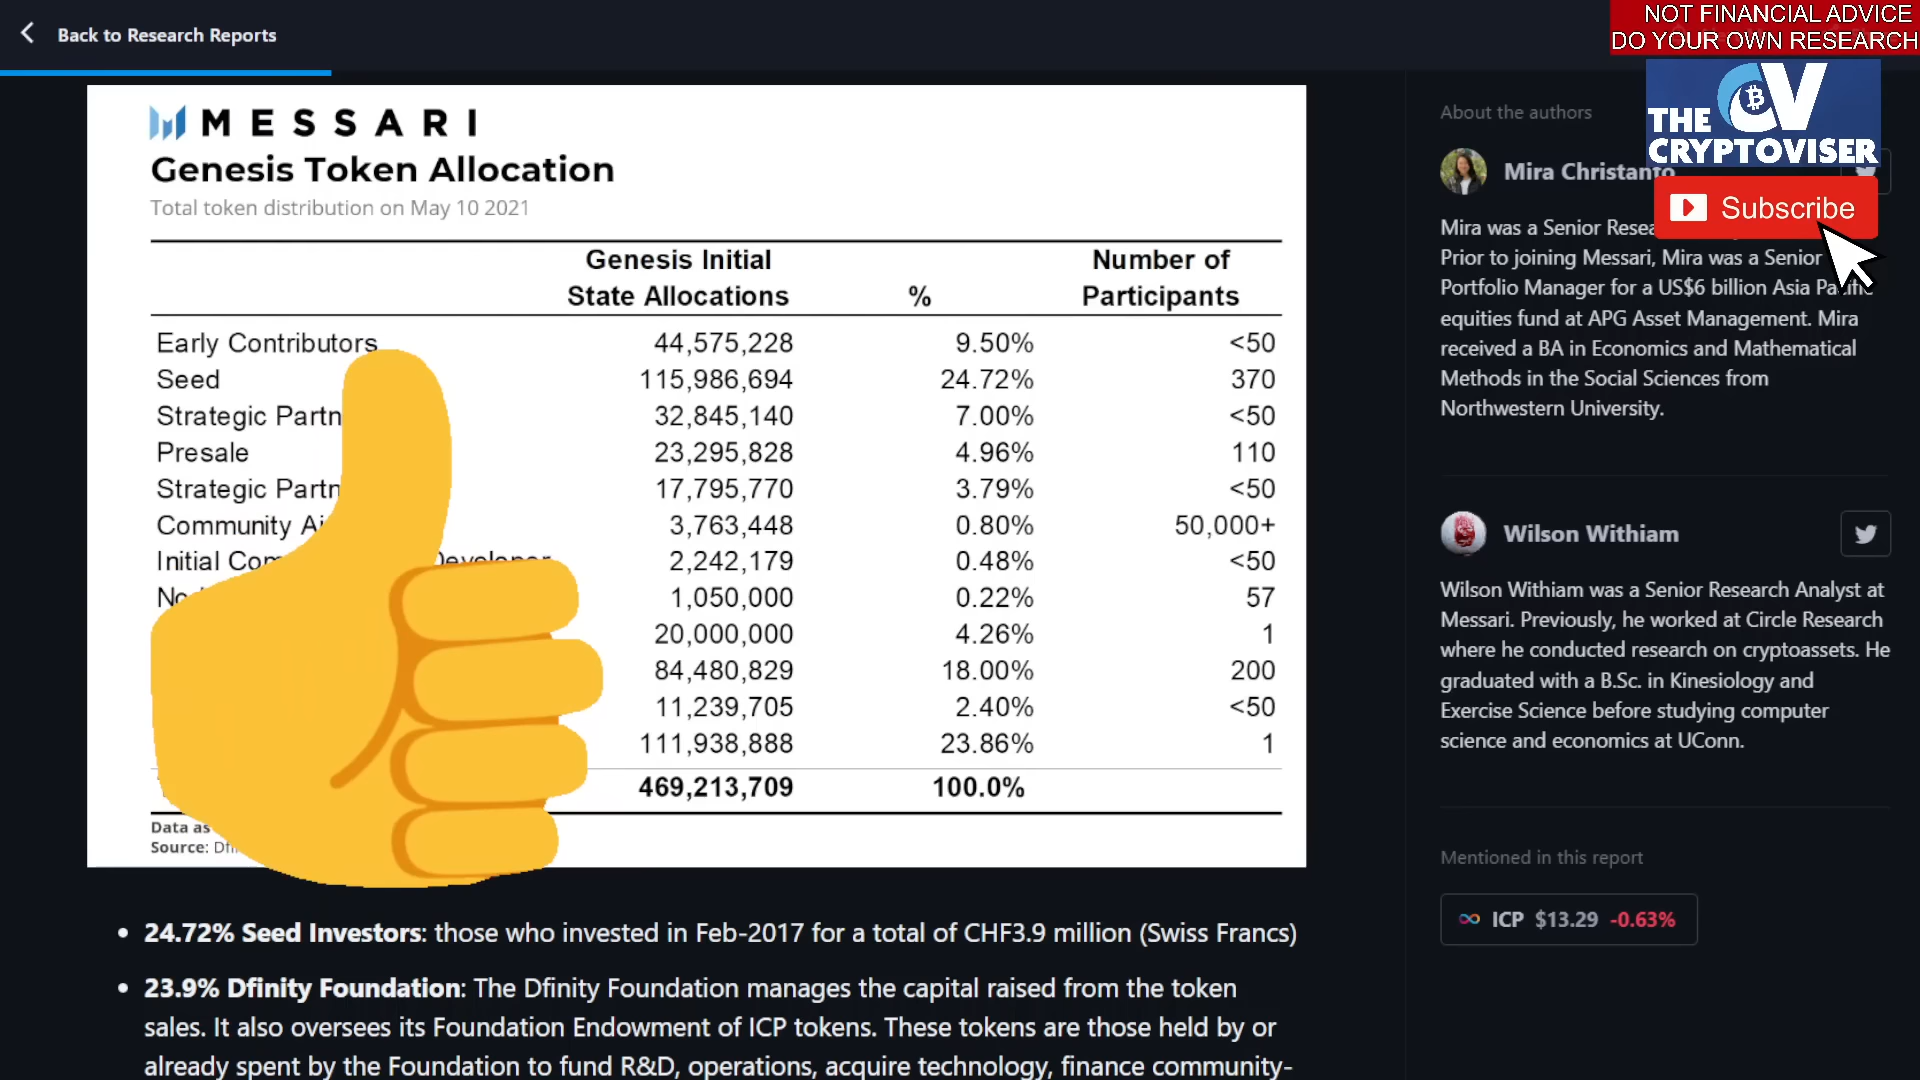 Back to Research Reports
NOT FINANCIAL ADVICE
DO YOUR OWN RESEARCH
THE CV
CRYPTOVISER
Subscribe
MESSARI
Genesis Token Allocation
Total token distribution on May 10 2021
Genesis Initial State Allocations % Number of Participants
Early Contributors 44,575,228 9.50% <50
Seed 115,986,694 24.72% 370
Strategic 32,845,140 7.00% <50
Presale 23,295,828 4.96% 110
Strategic 17,795,770 3.79% <50
Community 3,763,448 0.80% 50,000+
Initial Developer 2,242,179 0.48% <50
1,050,000 0.22% 57
20,000,000 4.26% 1
84,480,829 18.00% 200
11,239,705 2.40% <50
111,938,888 23.86% 1
469,213,709 100.0%
Data as
Source:
• 24.72% Seed Investors: those who invested in Feb-2017 for a total of CHF3.9 million (Swiss Francs)
• 23.9% Dfinity Foundation: The Dfinity Foundation manages the capital raised from the token
sales. It also oversees its Foundation Endowment of ICP tokens. These tokens are those held by or
already spent by the Foundation to fund R&D, operations, acquire technology, finance community-
About the authors
Mira Christanto
Mira was a Senior
Prior to joining Messari, Mira was a Senior
Portfolio Manager for a US$6 billion Asia Pacific
equities fund at APG Asset Management. Mira
received a BA in Economics and Mathematical
Methods in the Social Sciences from
Northwestern University.
Wilson Withiam
Wilson Withiam was a Senior Research Analyst at
Messari. Previously, he worked at Circle Research
where he conducted research on cryptoassets. He
graduated with a B.Sc. in Kinesiology and
Exercise Science before studying computer
science and economics at UConn.
Mentioned in this report
ICP $13.29 -0.63%